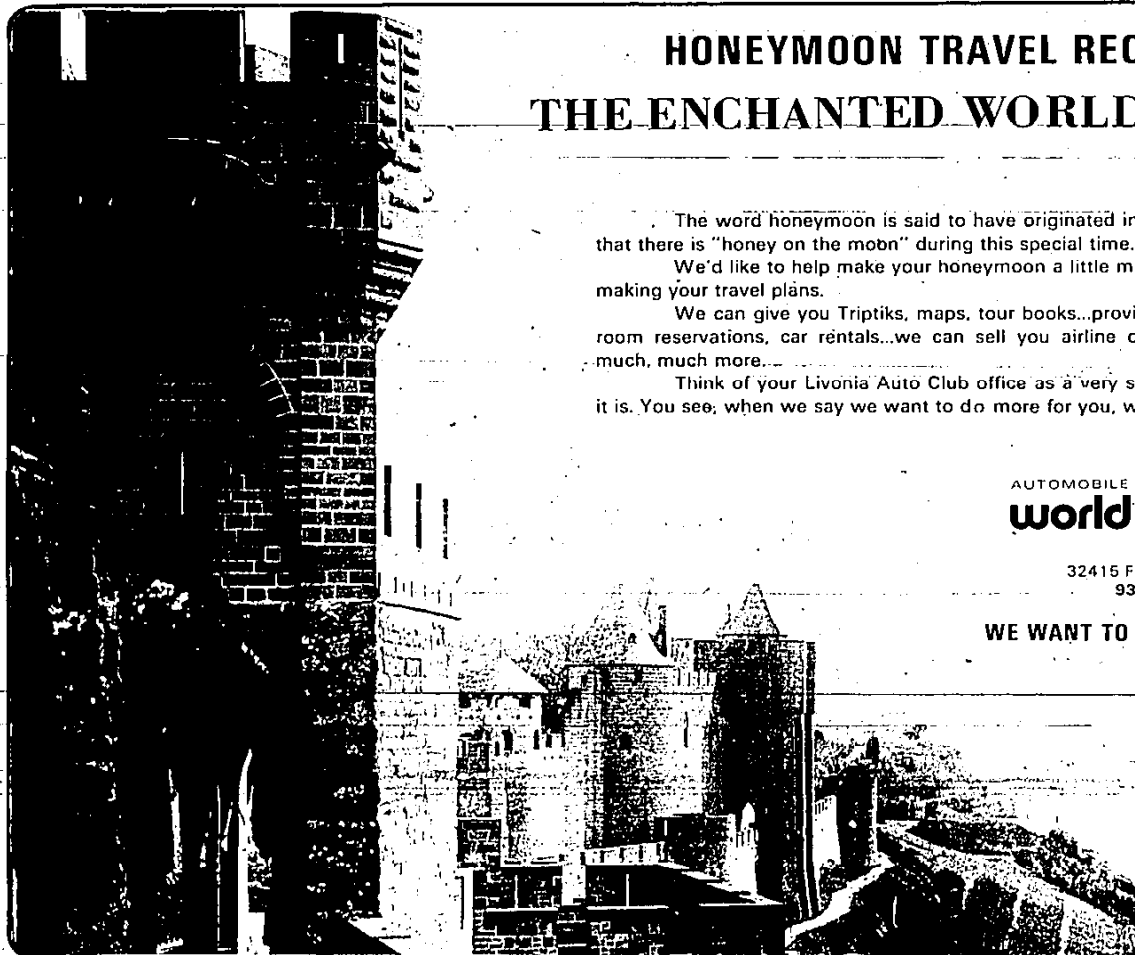 HONEYMOON TRAVEL REC
THE ENCHANTED WORLD
The word honeymoon is said to have originated in
that there is "honey on the moon" during this special time.
We'd like to help make your honeymoon a little m
making your travel plans.
We can give you Triptiks, maps, tour books...provi
room reservations, car rentals...we can sell you airline o
much, much more...
Think of your Livonia Auto Club office as a very s
it is. You see, when we say we want to do more for you, w
AUTOMOBILE
world
32415 F
93
WE WANT TO